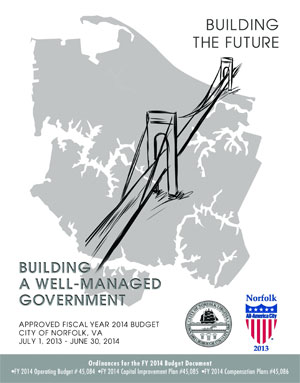 BUILDING
THE FUTURE
BUILDING
A WELL-MANAGED
GOVERNMENT
APPROVED FISCAL YEAR 2014 BUDGET
CITY OF NORFOLK, VA
JULY 1, 2013 - JUNE 30, 2014
Norfolk
All-America City
2013
Ordinances for the FY 2014 Budget Document
•FY 2014 Operating Budget # 45,084 •FY 2014 Capital Improvement Plan #45,085 •FY 2014 Compensation Plans #45,086